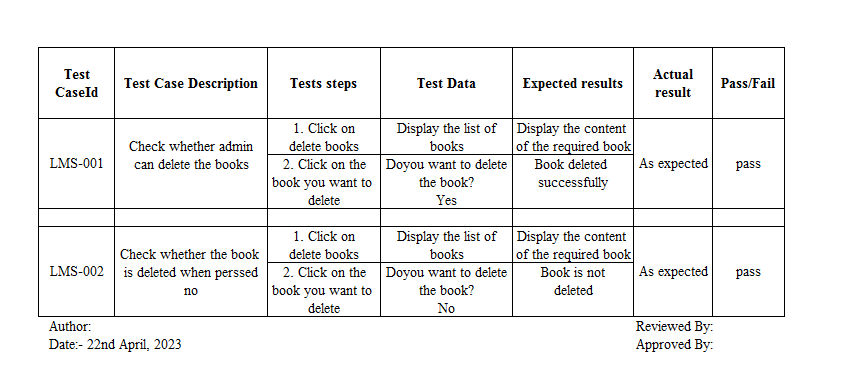 Test
CaseId
Test Case Description
Tests steps
Test Data
Expected results
Actual
result
Pass/Fail
LMS-001
Check whether admin
can delete the books
1. Click on
delete books
Display the list of
books
Display the content
of the required book
2. Click on the
book you want to
delete
Doyou want to delete
the book?
Yes
Book deleted
successfully
As expected
pass
LMS-002
Check whether the book
is deleted when perssed
no
1. Click on
delete books
Display the list of
books
Display the content
of the required book
2. Click on the
book you want to
delete
Doyou want to delete
the book?
No
Book is not
deleted
As expected
pass
Author:
Reviewed By:
Date:- 22nd April, 2023
Approved By: